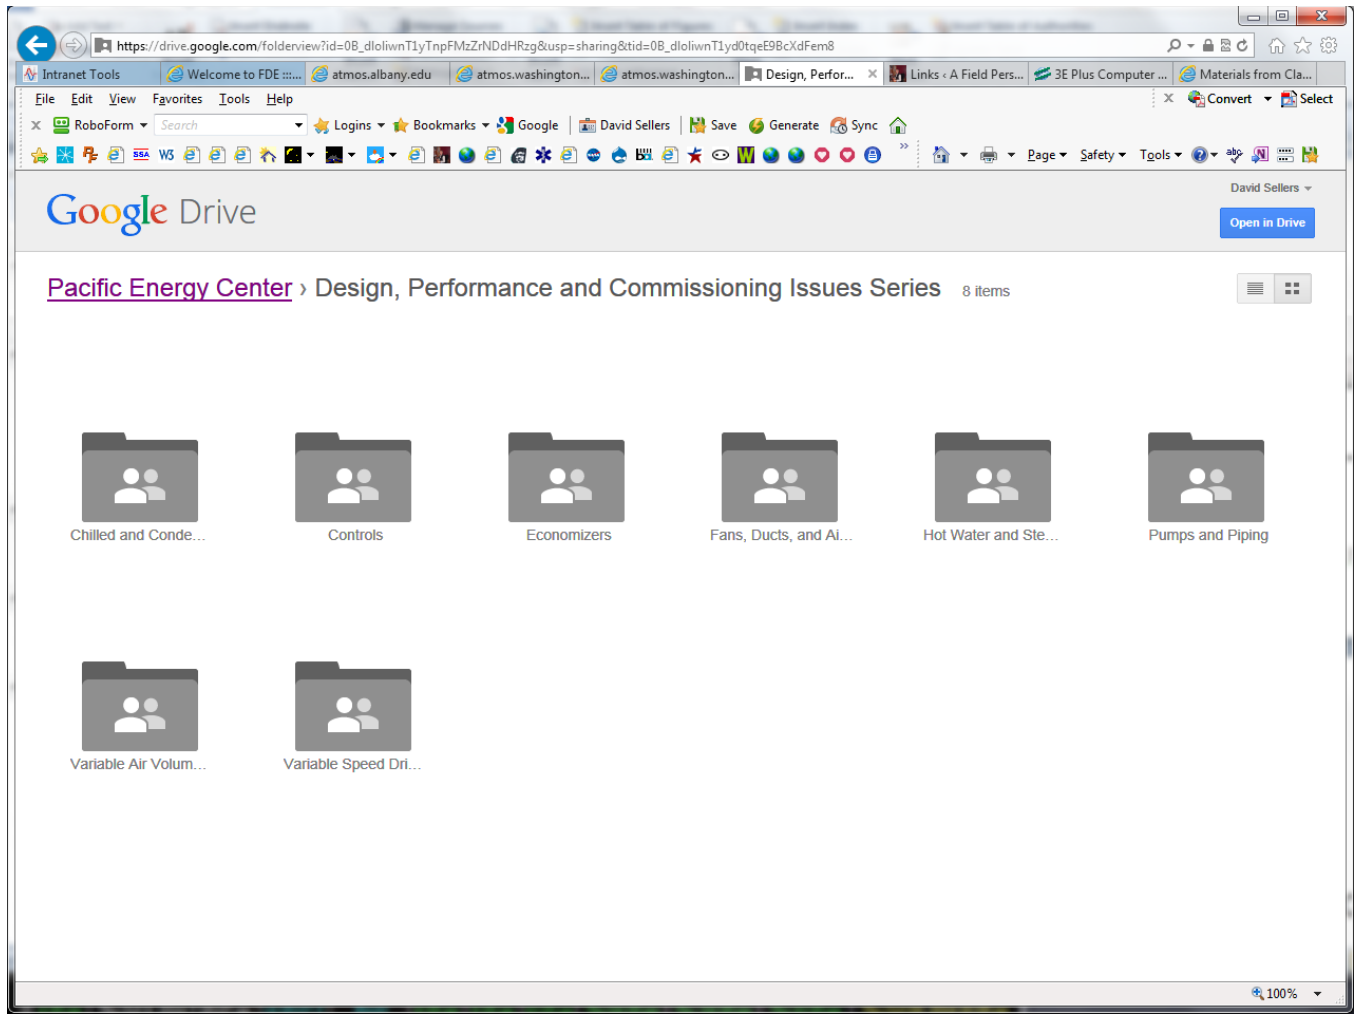 https://drive.google.com/folderview?id=0B_dloliwnT1yTnpFMzZrNDdHRzg&usp=sharing&tid=0B_dloliwnT1yd0tqeE9BcXdFem8
Intranet Tools Welcome to FDE ::... atmos.albany.edu atmos.washington... atmos.washington... Design, Perfor... Links ‹ A Field Pers... 3E Plus Computer ... Materials from Cla...
File Edit View Favorites Tools Help x Convert Select
x RoboForm Search Logins Bookmarks Google David Sellers Save Generate Sync
SSA W3 W » Page Safety Tools
Google Drive
David Sellers
Open in Drive
Pacific Energy Center › Design, Performance and Commissioning Issues Series 8 items
Chilled and Conde... Controls Economizers Fans, Ducts, and Ai... Hot Water and Ste... Pumps and Piping
Variable Air Volum... Variable Speed Dri...
100%